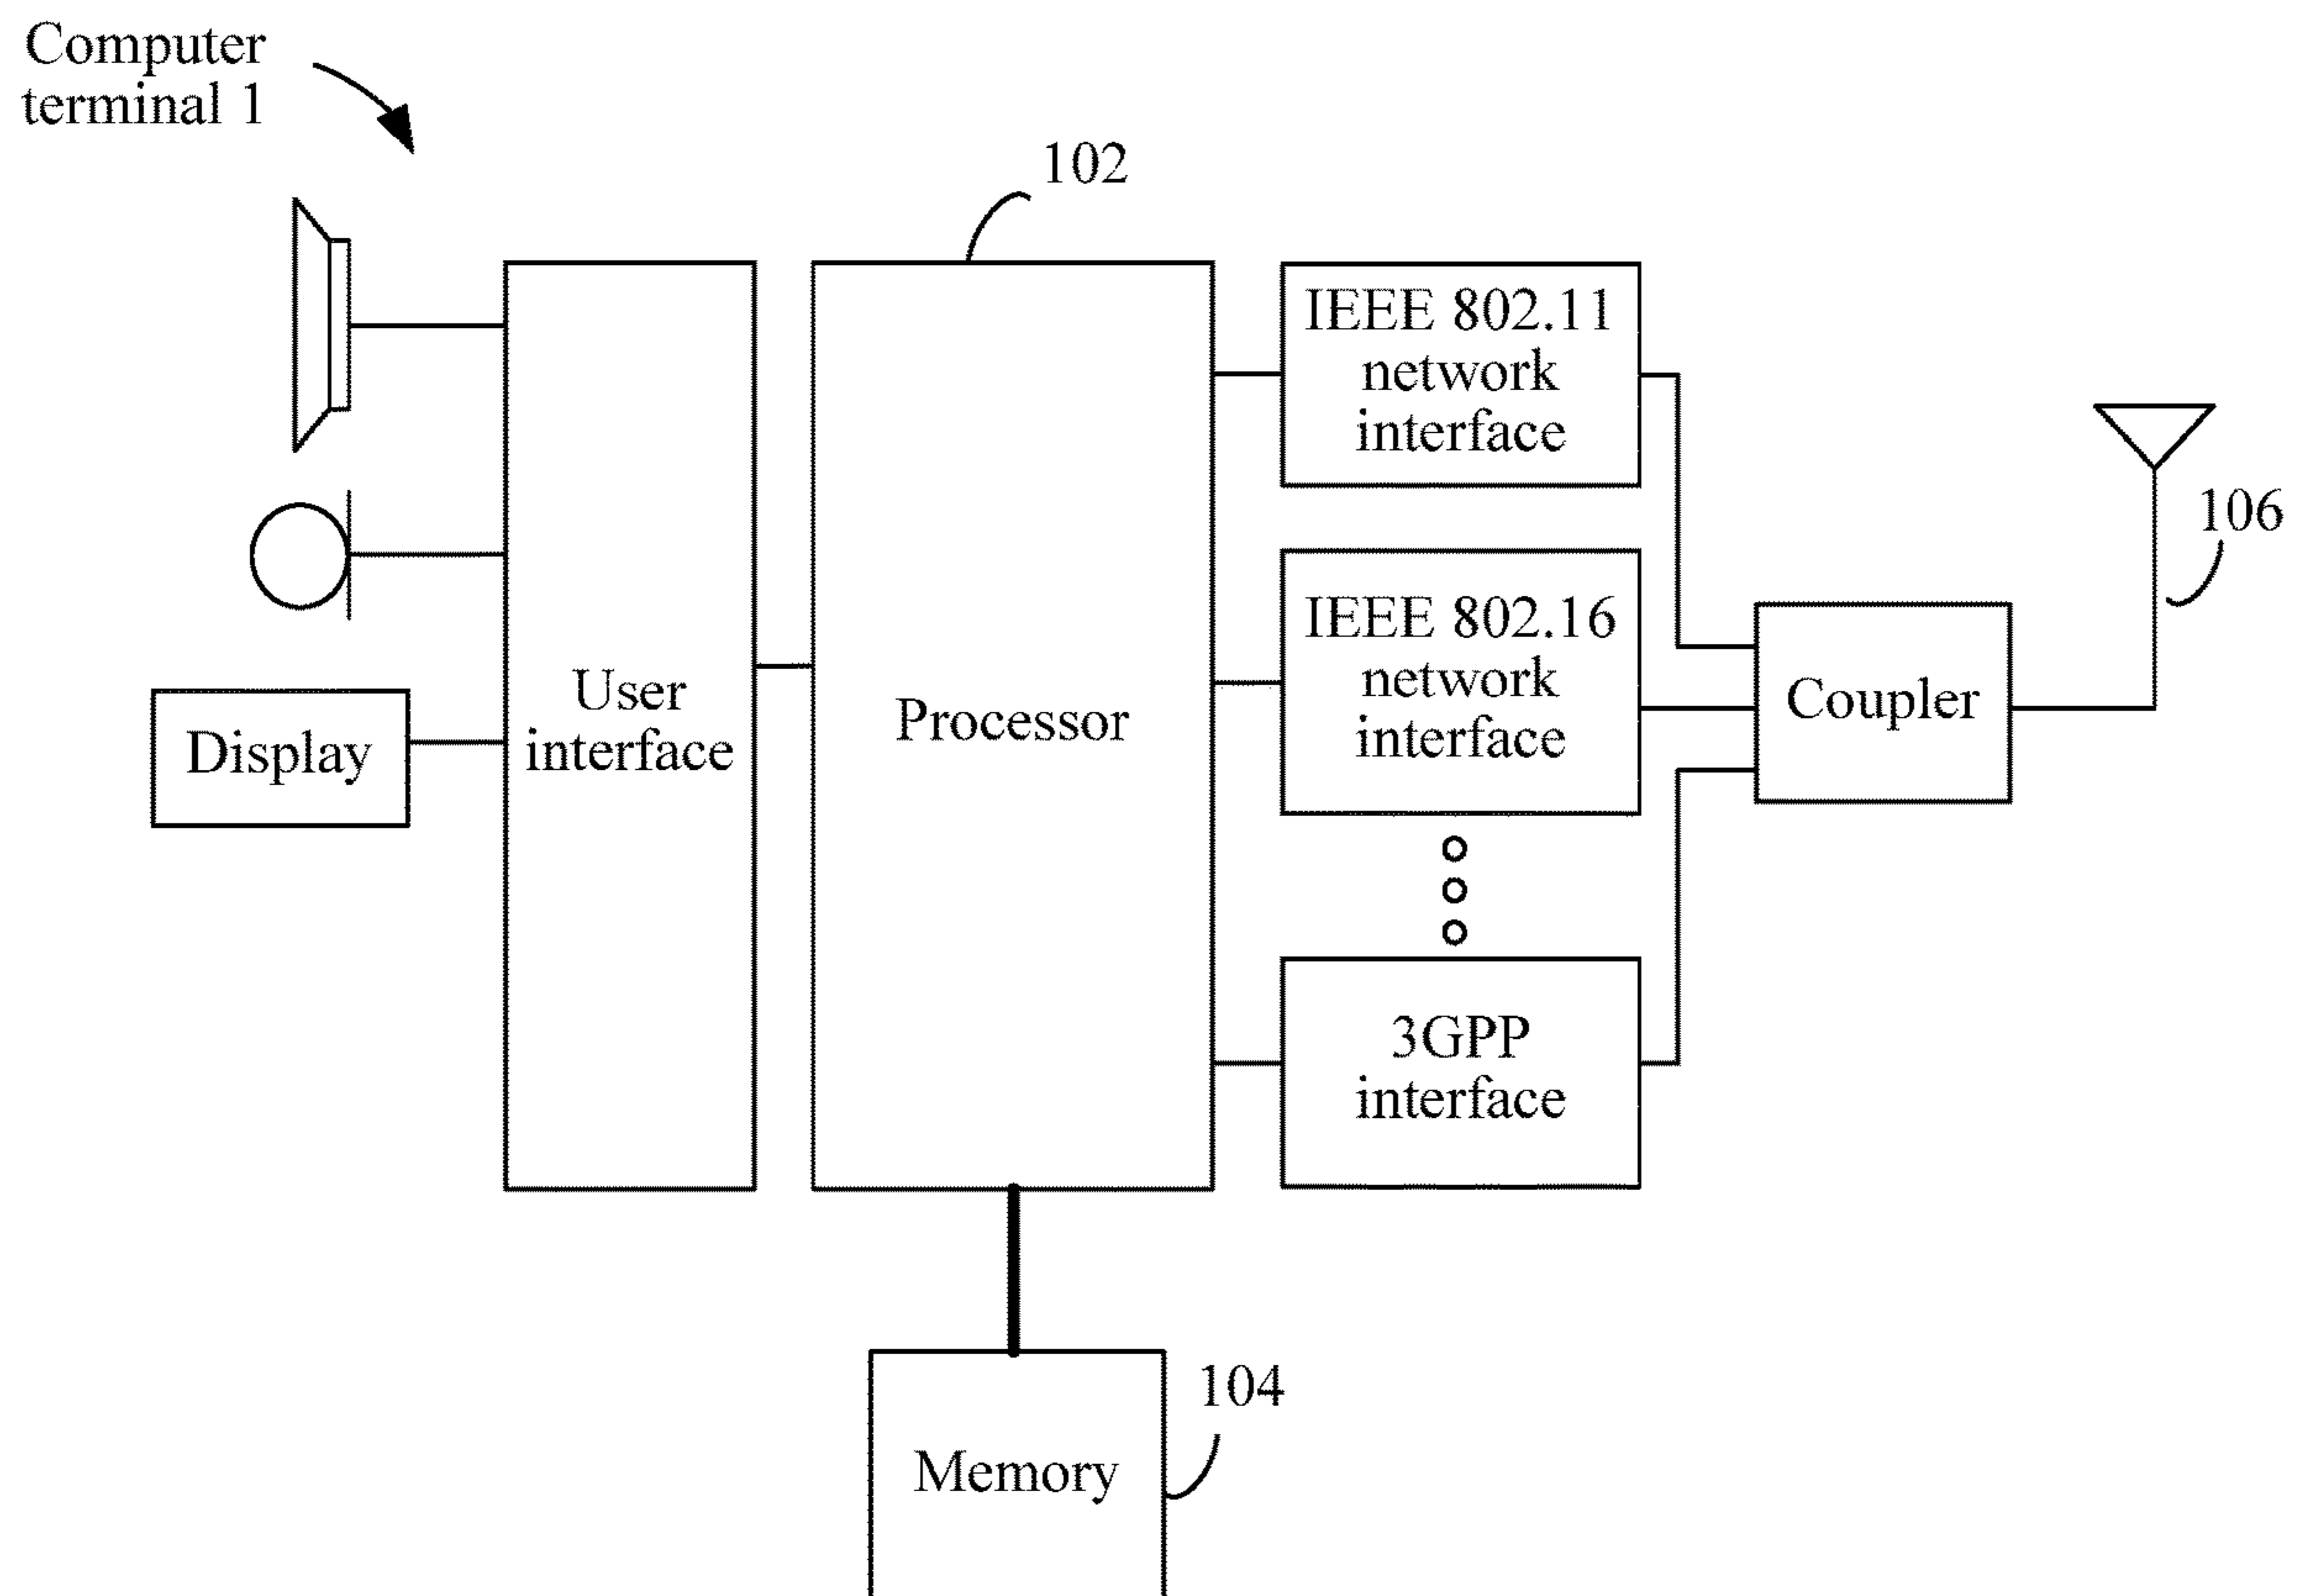 Computer
terminal 1
102
IEEE 802.11
network
interface
106
IEEE 802.16
network
interface
User
interface
Processor
Coupler
Display
3GPP
interface
104
Memory